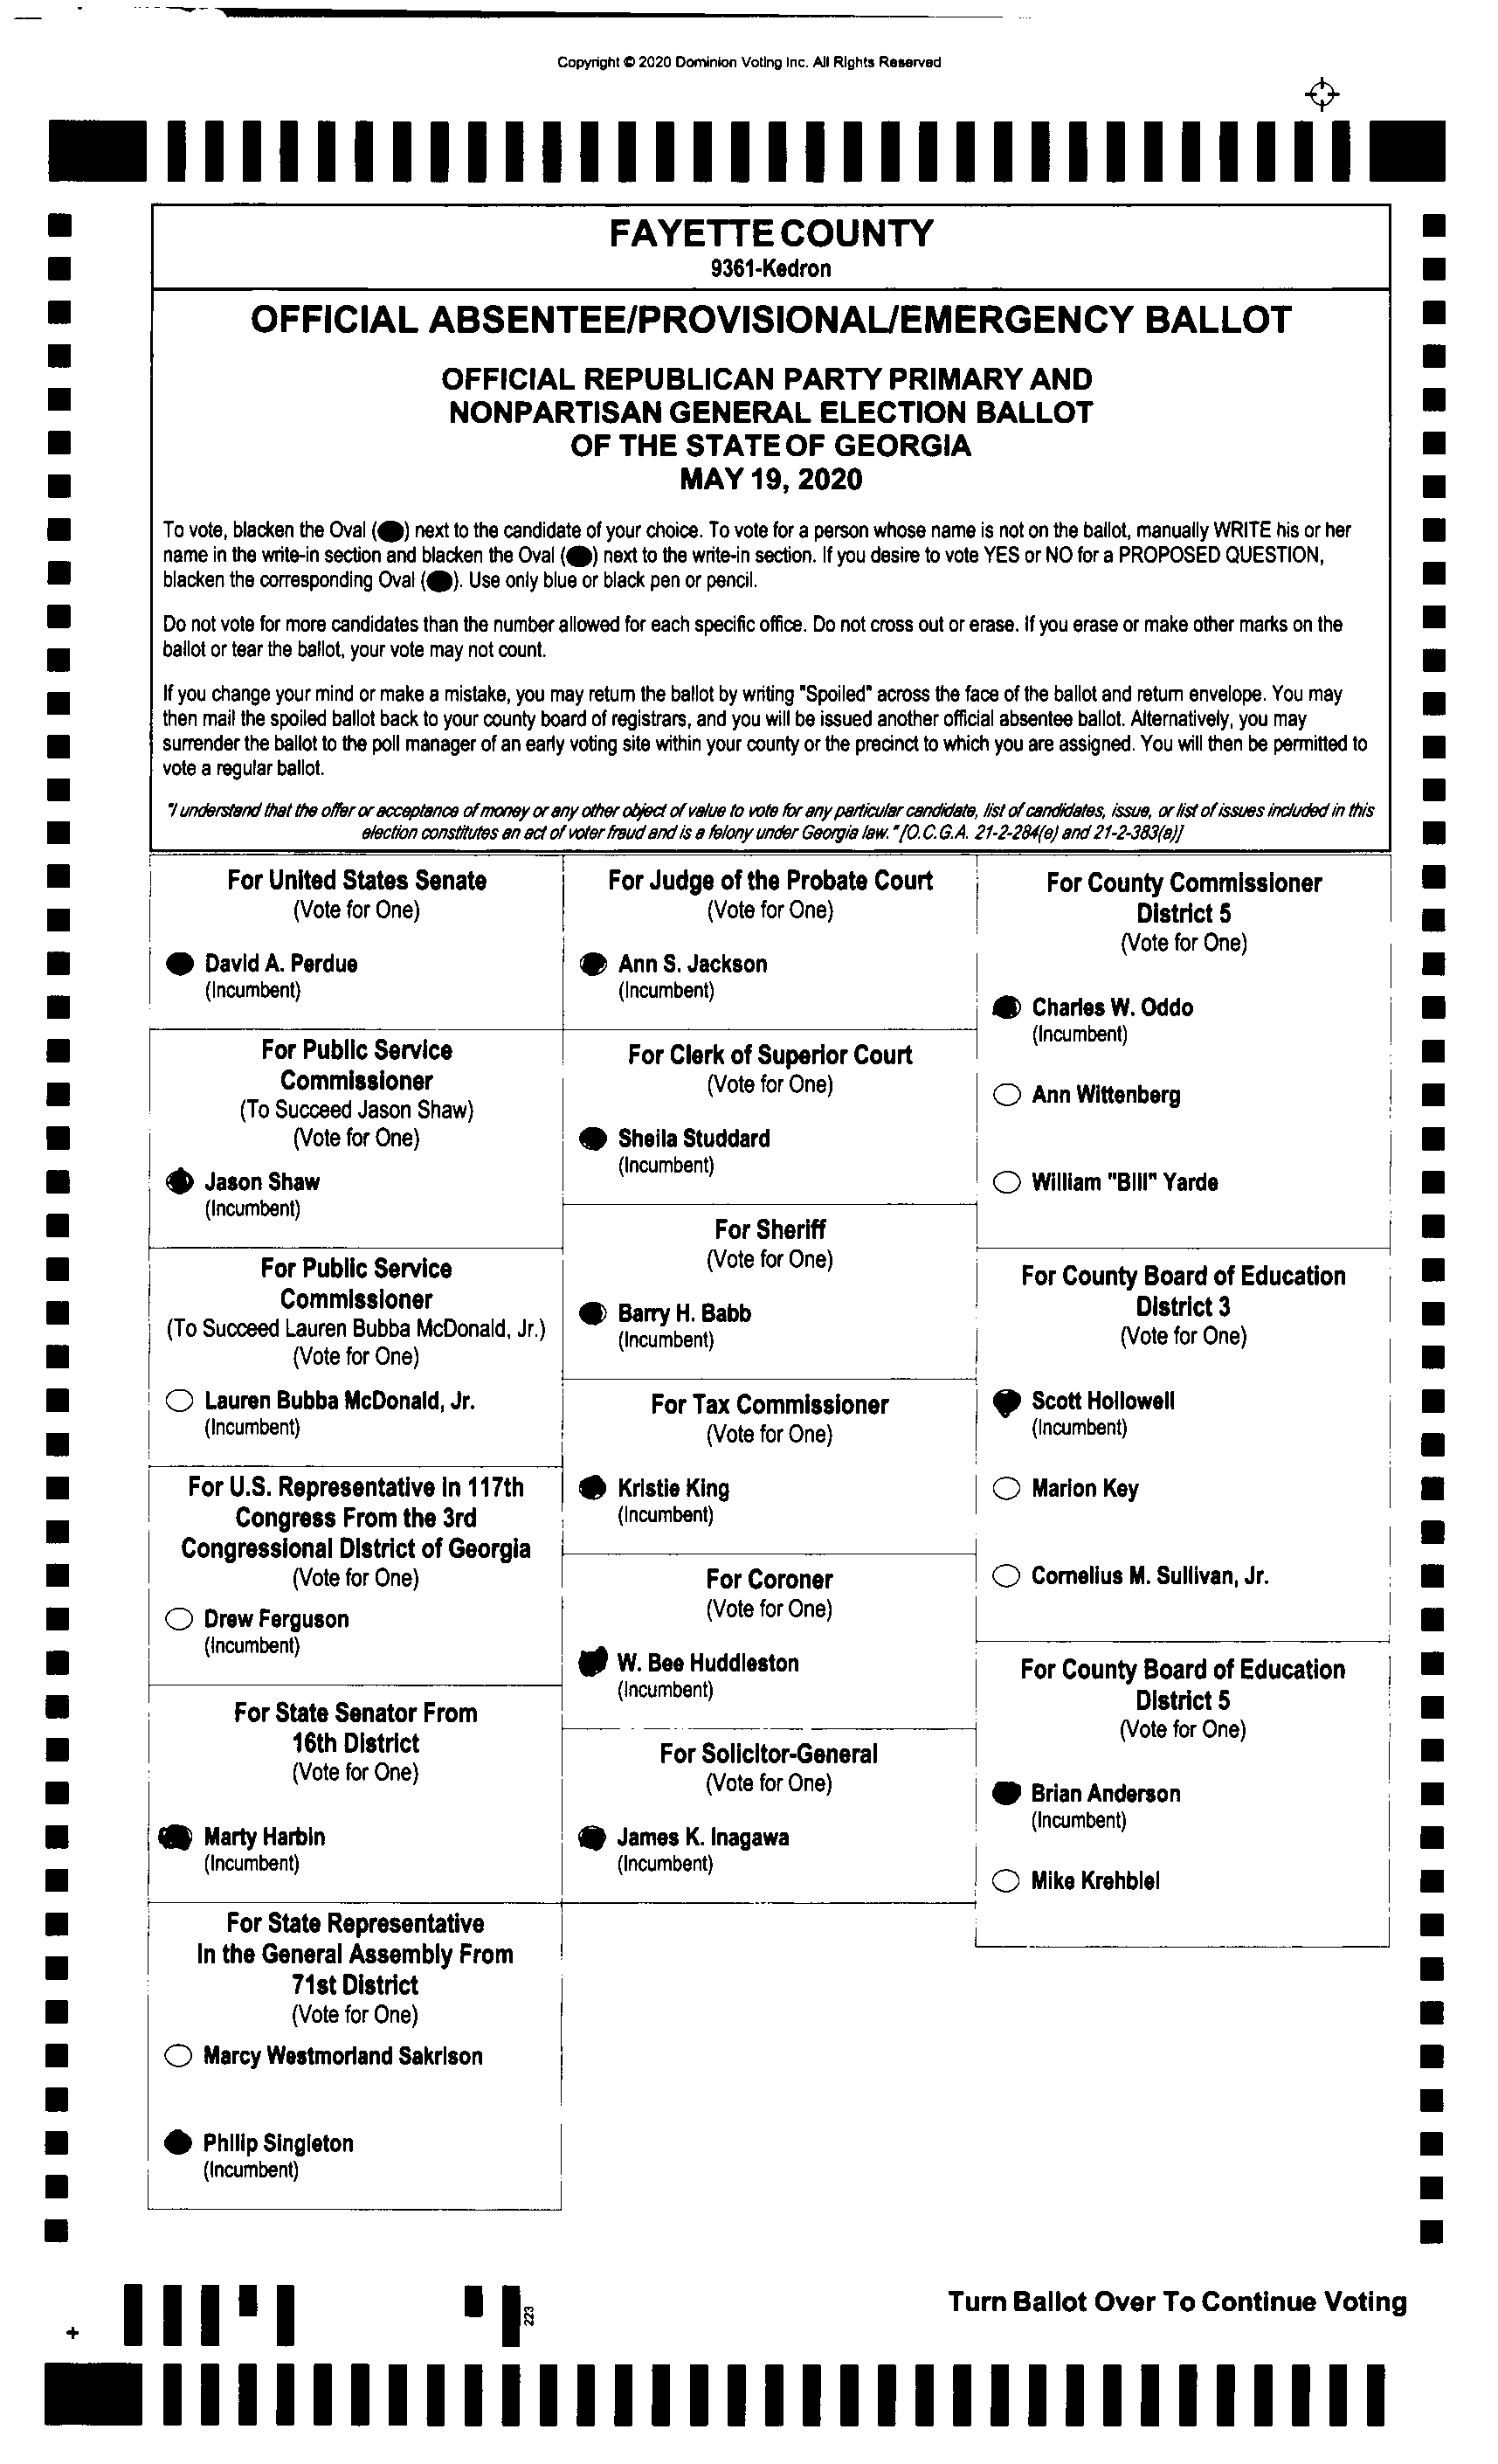 Copyright © 2020 Dominion Voting Inc. All Rights Reserved
FAYETTE COUNTY
9361-Kedron
OFFICIAL ABSENTEE/PROVISIONAL/EMERGENCY BALLOT
OFFICIAL REPUBLICAN PARTY PRIMARY AND
NONPARTISAN GENERAL ELECTION BALLOT
OF THE STATE OF GEORGIA
MAY 19, 2020
To vote, blacken the Oval (●) next to the candidate of your choice. To vote for a person whose name is not on the ballot, manually WRITE his or her
name in the write-in section and blacken the Oval (●) next to the write-in section. If you desire to vote YES or NO for a PROPOSED QUESTION,
blacken the corresponding Oval (●). Use only blue or black pen or pencil.
Do not vote for more candidates than the number allowed for each specific office. Do not cross out or erase. If you erase or make other marks on the
ballot or tear the ballot, your vote may not count.
If you change your mind or make a mistake, you may return the ballot by writing "Spoiled" across the face of the ballot and return envelope. You may
then mail the spoiled ballot back to your county board of registrars, and you will be issued another official absentee ballot. Alternatively, you may
surrender the ballot to the poll manager of an early voting site within your county or the precinct to which you are assigned. You will then be permitted to
vote a regular ballot.
"I understand that the offer or acceptance of money or any other object of value to vote for any particular candidate, list of candidates, issue, or list of issues included in this
election constitutes an act of voter fraud and is a felony under Georgia law." [O.C.G.A. 21-2-284(e) and 21-2-383(a)]
For United States Senate
(Vote for One)
David A. Perdue
(Incumbent)
For Public Service
Commissioner
(To Succeed Jason Shaw)
(Vote for One)
Jason Shaw
(Incumbent)
For Public Service
Commissioner
(To Succeed Lauren Bubba McDonald, Jr.)
(Vote for One)
Lauren Bubba McDonald, Jr.
(Incumbent)
For U.S. Representative in 117th
Congress From the 3rd
Congressional District of Georgia
(Vote for One)
Drew Ferguson
(Incumbent)
For State Senator From
16th District
(Vote for One)
Marty Harbin
(Incumbent)
For State Representative
In the General Assembly From
71st District
(Vote for One)
Marcy Westmorland Sakrison
Philip Singleton
(Incumbent)
For Judge of the Probate Court
(Vote for One)
Ann S. Jackson
(Incumbent)
For Clerk of Superior Court
(Vote for One)
Sheila Studdard
(Incumbent)
For Sheriff
(Vote for One)
Barry H. Babb
(Incumbent)
For Tax Commissioner
(Vote for One)
Kristie King
(Incumbent)
For Coroner
(Vote for One)
W. Bee Huddleston
(Incumbent)
For Solicitor-General
(Vote for One)
James K. Inagawa
(Incumbent)
For County Commissioner
District 5
(Vote for One)
Charles W. Oddo
(Incumbent)
Ann Wittenberg
William "Bill" Yarde
For County Board of Education
District 3
(Vote for One)
Scott Hollowell
(Incumbent)
Marion Key
Cornelius M. Sullivan, Jr.
For County Board of Education
District 5
(Vote for One)
Brian Anderson
(Incumbent)
Mike Krehbiel
223
Turn Ballot Over To Continue Voting